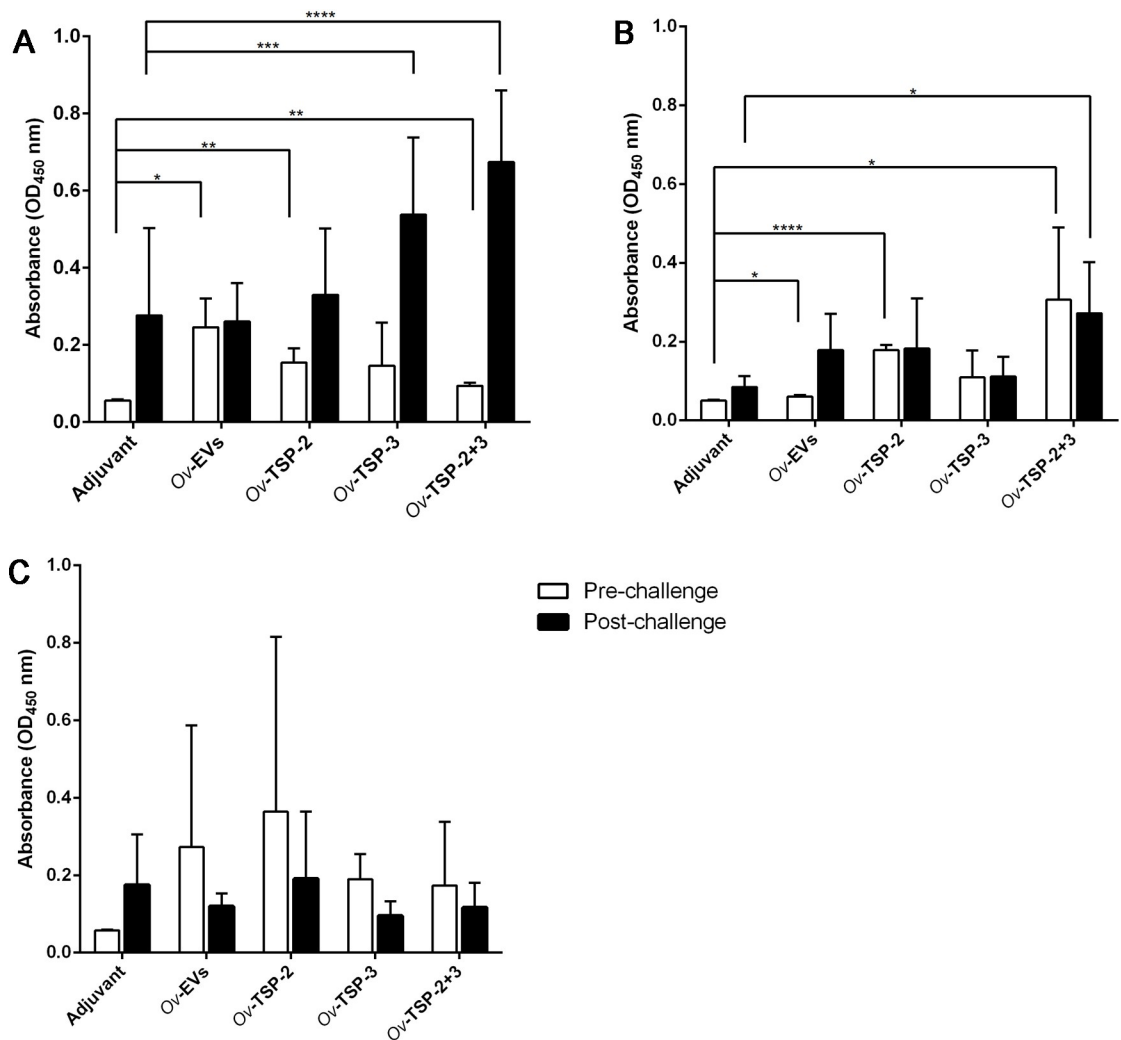 A
Absorbance (OD450 nm)
1.0
0.8
0.6
0.4
0.2
0.0
****
***
**
**
*
Adjuvant
Ov-EVs
Ov-TSP-2
Ov-TSP-3
Ov-TSP-2+3
B
Absorbance (OD450 nm)
1.0
0.8
0.6
0.4
0.2
0.0
*
*
****
*
Adjuvant
Ov-EVs
Ov-TSP-2
Ov-TSP-3
Ov-TSP-2+3
C
Absorbance (OD450 nm)
1.0
0.8
0.6
0.4
0.2
0.0
Adjuvant
Ov-EVs
Ov-TSP-2
Ov-TSP-3
Ov-TSP-2+3
Pre-challenge
Post-challenge